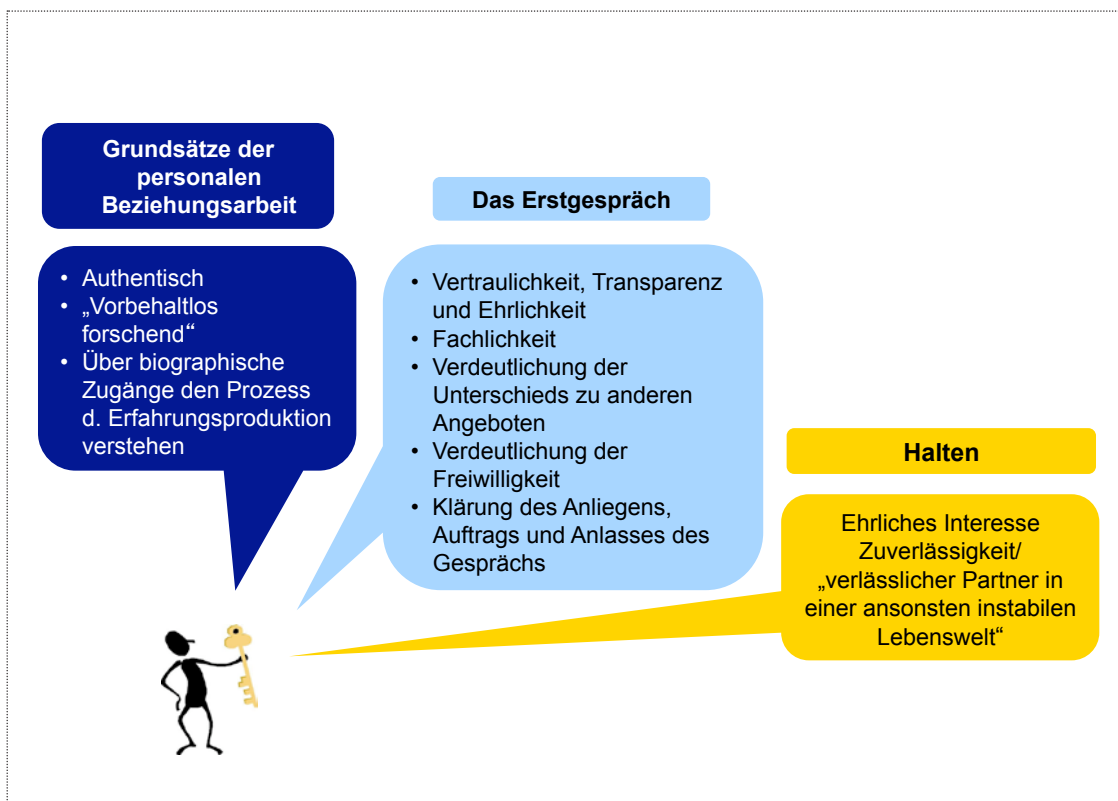 Grundsätze der
personalen
Beziehungsarbeit
• Authentisch
• „Vorbehaltlos
forschend“
• Über biographische
Zugänge den Prozess
d. Erfahrungsproduktion
verstehen
Das Erstgespräch
• Vertraulichkeit, Transparenz
und Ehrlichkeit
• Fachlichkeit
• Verdeutlichung der
Unterschieds zu anderen
Angeboten
• Verdeutlichung der
Freiwilligkeit
• Klärung des Anliegens,
Auftrags und Anlasses des
Gesprächs
Halten
Ehrliches Interesse
Zuverlässigkeit/
„verlässlicher Partner in
einer ansonsten instabilen
Lebenswelt“